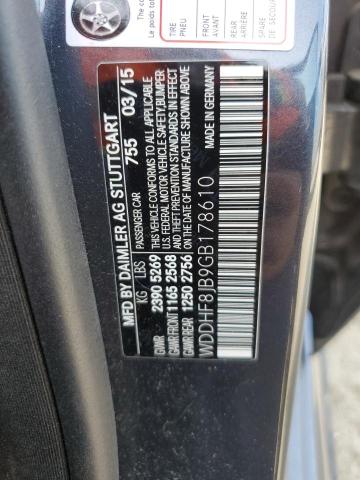 MFD BY DAIMLER AG STUTTGART
755 03/15
PASSENGER CAR
KG / LBS
GVWR 2390 5269
GAWR FRONT 1165 2568
GAWR REAR 1250 2756
THIS VEHICLE CONFORMS TO ALL APPLICABLE
U.S. FEDERAL MOTOR VEHICLE SAFETY, BUMPER
AND THEFT PREVENTION STANDARDS IN EFFECT
ON THE DATE OF MANUFACTURE SHOWN ABOVE
MADE IN GERMANY
WDDHF8JB9GB178610
TIRE
PNEU
FRONT
AVANT
REAR
ARRIÈRE
SPARE
DE SECOURS